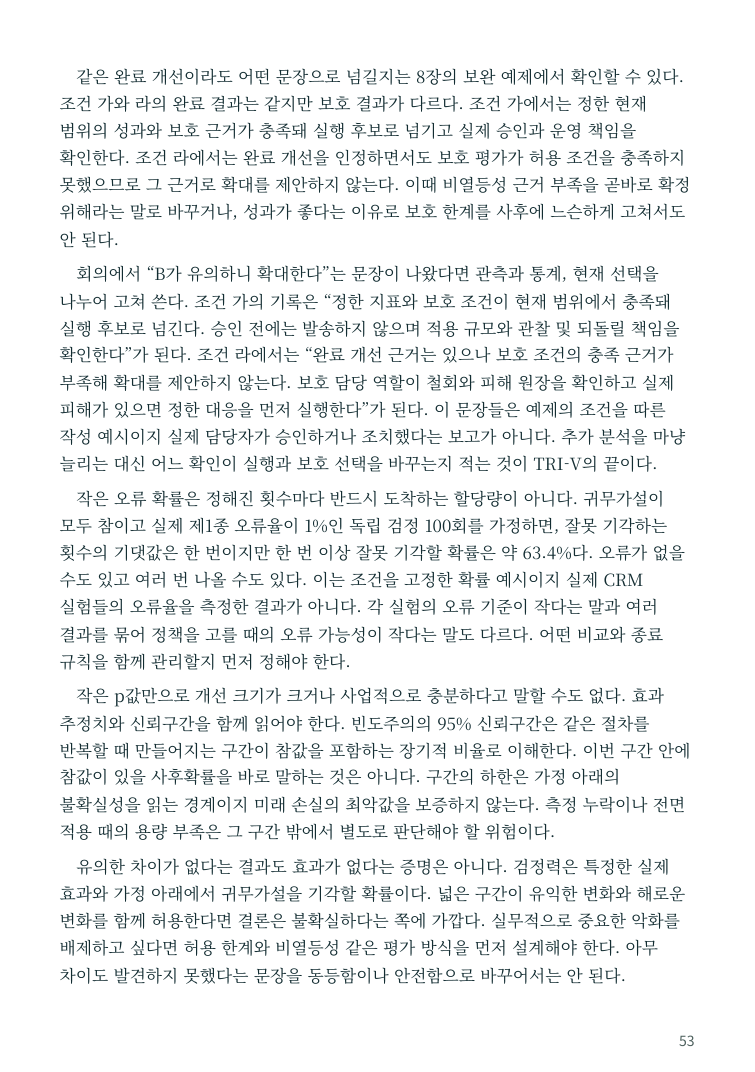 같은 완료 개선이라도 어떤 문장으로 넘길지는 8장의 보완 예제에서 확인할 수 있다.
조건 가와 라의 완료 결과는 같지만 보호 결과가 다르다. 조건 가에서는 정한 현재
범위의 성과와 보호 근거가 충족돼 실행 후보로 넘기고 실제 승인과 운영 책임을
확인한다. 조건 라에서는 완료 개선을 인정하면서도 보호 평가가 허용 조건을 충족하지
못했으므로 그 근거로 확대를 제안하지 않는다. 이때 비열등성 근거 부족을 곧바로 확정
위해라는 말로 바꾸거나, 성과가 좋다는 이유로 보호 한계를 사후에 느슨하게 고쳐서도
안 된다.
회의에서 “B가 유의하니 확대한다”는 문장이 나왔다면 관측과 통계, 현재 선택을
나누어 고쳐 쓴다. 조건 가의 기록은 “정한 지표와 보호 조건이 현재 범위에서 충족돼
실행 후보로 넘긴다. 승인 전에는 발송하지 않으며 적용 규모와 관찰 및 되돌릴 책임을
확인한다”가 된다. 조건 라에서는 “완료 개선 근거는 있으나 보호 조건의 충족 근거가
부족해 확대를 제안하지 않는다. 보호 담당 역할이 철회와 피해 원장을 확인하고 실제
피해가 있으면 정한 대응을 먼저 실행한다”가 된다. 이 문장들은 예제의 조건을 따른
작성 예시이지 실제 담당자가 승인하거나 조치했다는 보고가 아니다. 추가 분석을 마냥
늘리는 대신 어느 확인이 실행과 보호 선택을 바꾸는지 적는 것이 TRI-V의 끝이다.
작은 오류 확률은 정해진 횟수마다 반드시 도착하는 할당량이 아니다. 귀무가설이
모두 참이고 실제 제1종 오류율이 1%인 독립 검정 100회를 가정하면, 잘못 기각하는
횟수의 기댓값은 한 번이지만 한 번 이상 잘못 기각할 확률은 약 63.4%다. 오류가 없을
수도 있고 여러 번 나올 수도 있다. 이는 조건을 고정한 확률 예시이지 실제 CRM
실험들의 오류율을 측정한 결과가 아니다. 각 실험의 오류 기준이 작다는 말과 여러
결과를 묶어 정책을 고를 때의 오류 가능성이 작다는 말도 다르다. 어떤 비교와 종료
규칙을 함께 관리할지 먼저 정해야 한다.
작은 p값만으로 개선 크기가 크거나 사업적으로 충분하다고 말할 수도 없다. 효과
추정치와 신뢰구간을 함께 읽어야 한다. 빈도주의의 95% 신뢰구간은 같은 절차를
반복할 때 만들어지는 구간이 참값을 포함하는 장기적 비율로 이해한다. 이번 구간 안에
참값이 있을 사후확률을 바로 말하는 것은 아니다. 구간의 하한은 가정 아래의
불확실성을 읽는 경계이지 미래 손실의 최악값을 보증하지 않는다. 측정 누락이나 전면
적용 때의 용량 부족은 그 구간 밖에서 별도로 판단해야 할 위험이다.
유의한 차이가 없다는 결과도 효과가 없다는 증명은 아니다. 검정력은 특정한 실제
효과와 가정 아래에서 귀무가설을 기각할 확률이다. 넓은 구간이 유익한 변화와 해로운
변화를 함께 허용한다면 결론은 불확실하다는 쪽에 가깝다. 실무적으로 중요한 악화를
배제하고 싶다면 허용 한계와 비열등성 같은 평가 방식을 먼저 설계해야 한다. 아무
차이도 발견하지 못했다는 문장을 동등함이나 안전함으로 바꾸어서는 안 된다.
53